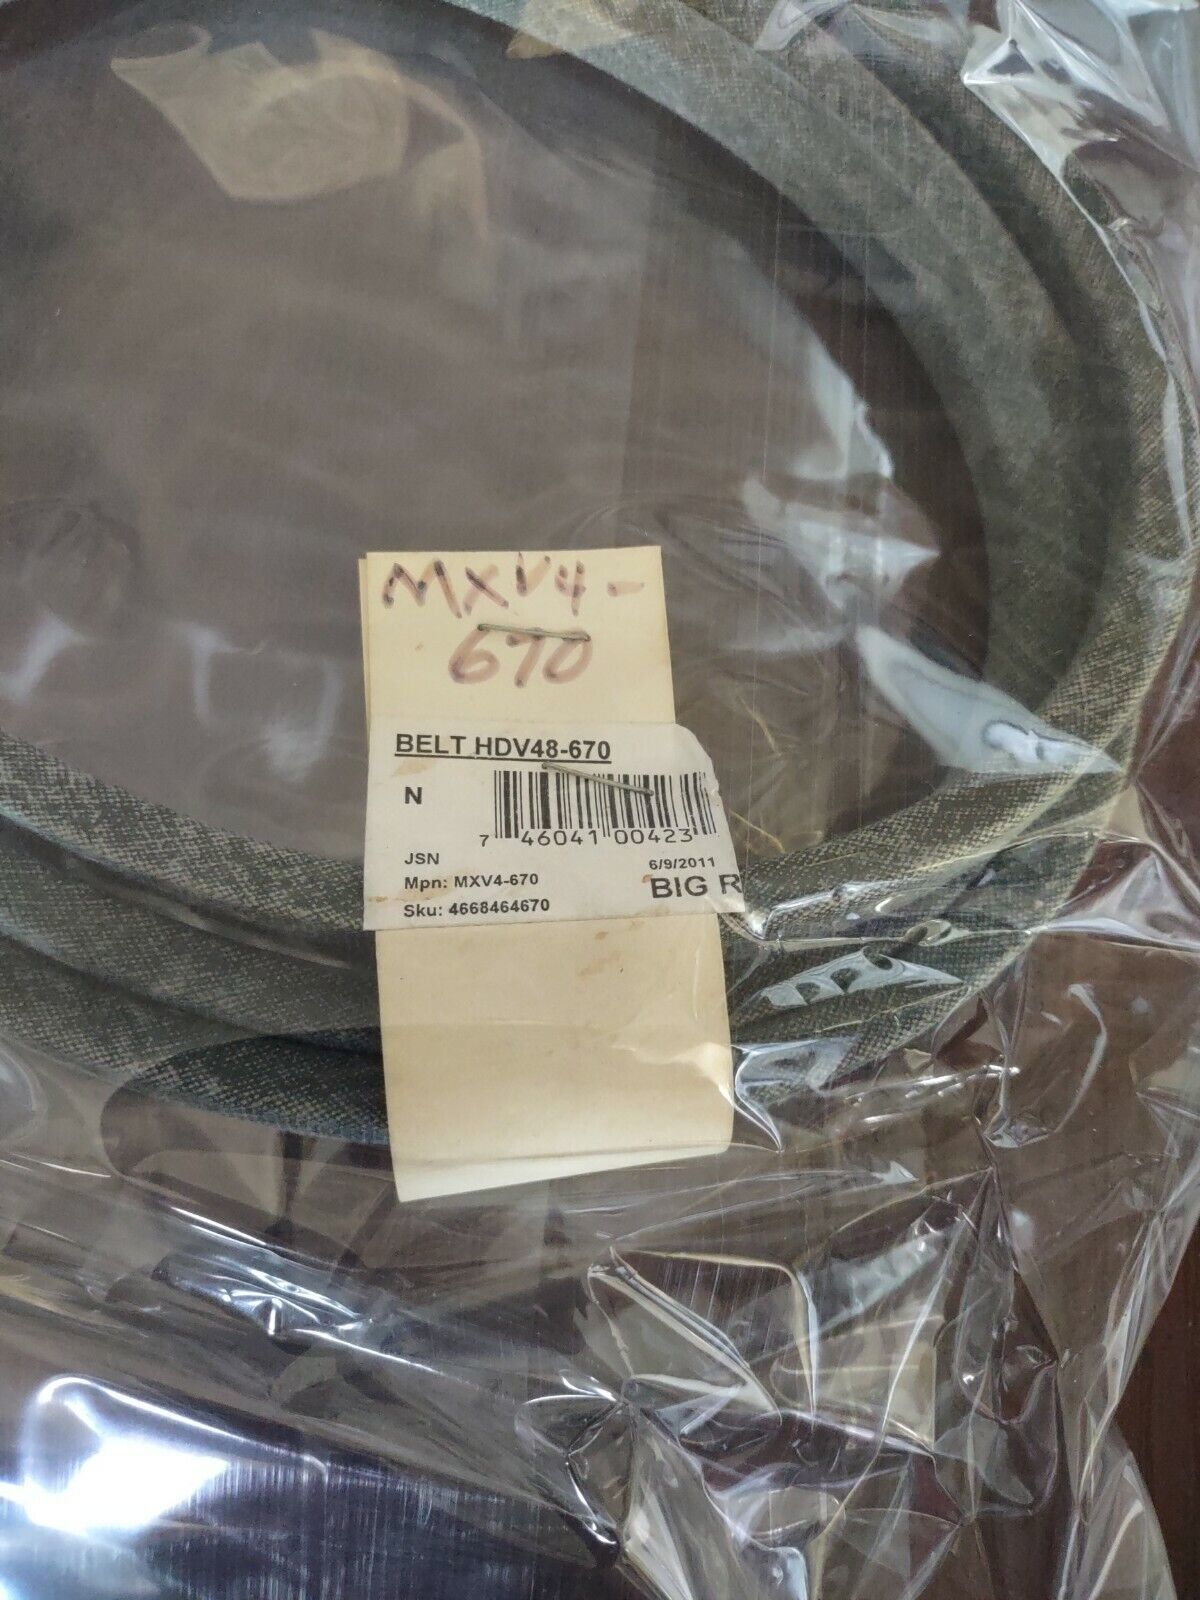 MXV4-
670
BELT HDV48-670
N
7 46041 00423
JSN 6/9/2011
Mpn: MXV4-670 BIG R
Sku: 4668464670